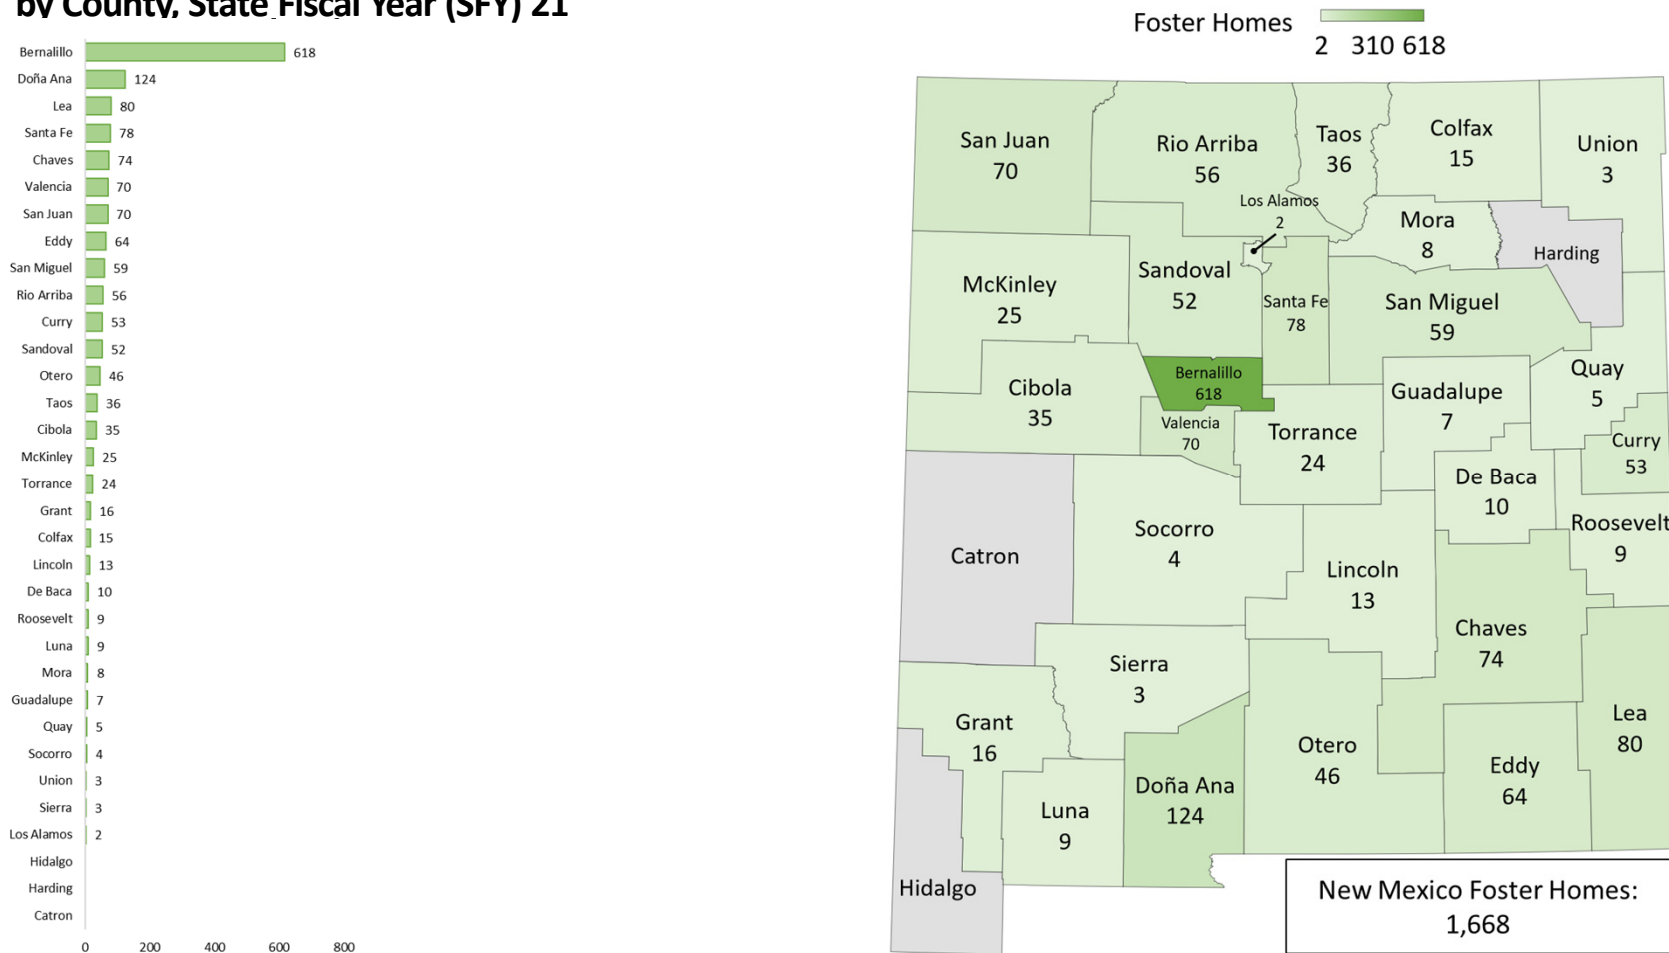 by County, State Fiscal Year (SFY) 21
Bernalillo 618
Doña Ana 124
Lea 80
Santa Fe 78
Chaves 74
Valencia 70
San Juan 70
Eddy 64
San Miguel 59
Rio Arriba 56
Curry 53
Sandoval 52
Otero 46
Taos 36
Cibola 35
McKinley 25
Torrance 24
Grant 16
Colfax 15
Lincoln 13
De Baca 10
Roosevelt 9
Luna 9
Mora 8
Guadalupe 7
Quay 5
Socorro 4
Union 3
Sierra 3
Los Alamos 2
Hidalgo
Harding
Catron
0 200 400 600 800
Foster Homes
2 310 618
San Juan
70
Rio Arriba
56
Taos
36
Colfax
15
Union
3
Los Alamos
2
Mora
8
Harding
McKinley
25
Sandoval
52
Santa Fe
78
San Miguel
59
Cibola
35
Bernalillo
618
Valencia
70
Torrance
24
Guadalupe
7
Quay
5
Curry
53
De Baca
10
Roosevelt
9
Catron
Socorro
4
Lincoln
13
Chaves
74
Sierra
3
Grant
16
Lea
80
Otero
46
Eddy
64
Doña Ana
124
Luna
9
Hidalgo
New Mexico Foster Homes:
1,668